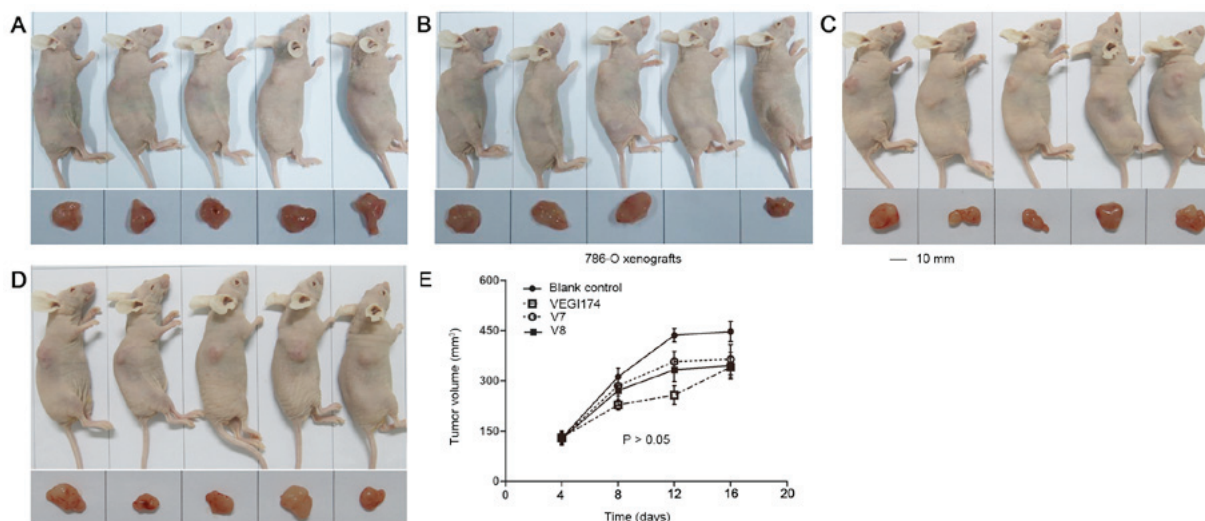 A
B
C
786-O xenografts
10 mm
D
E
600
450
300
150
0
Tumor volume (mm³)
Blank control
VEGI174
V7
V8
P > 0.05
0
4
8
12
16
20
Time (days)